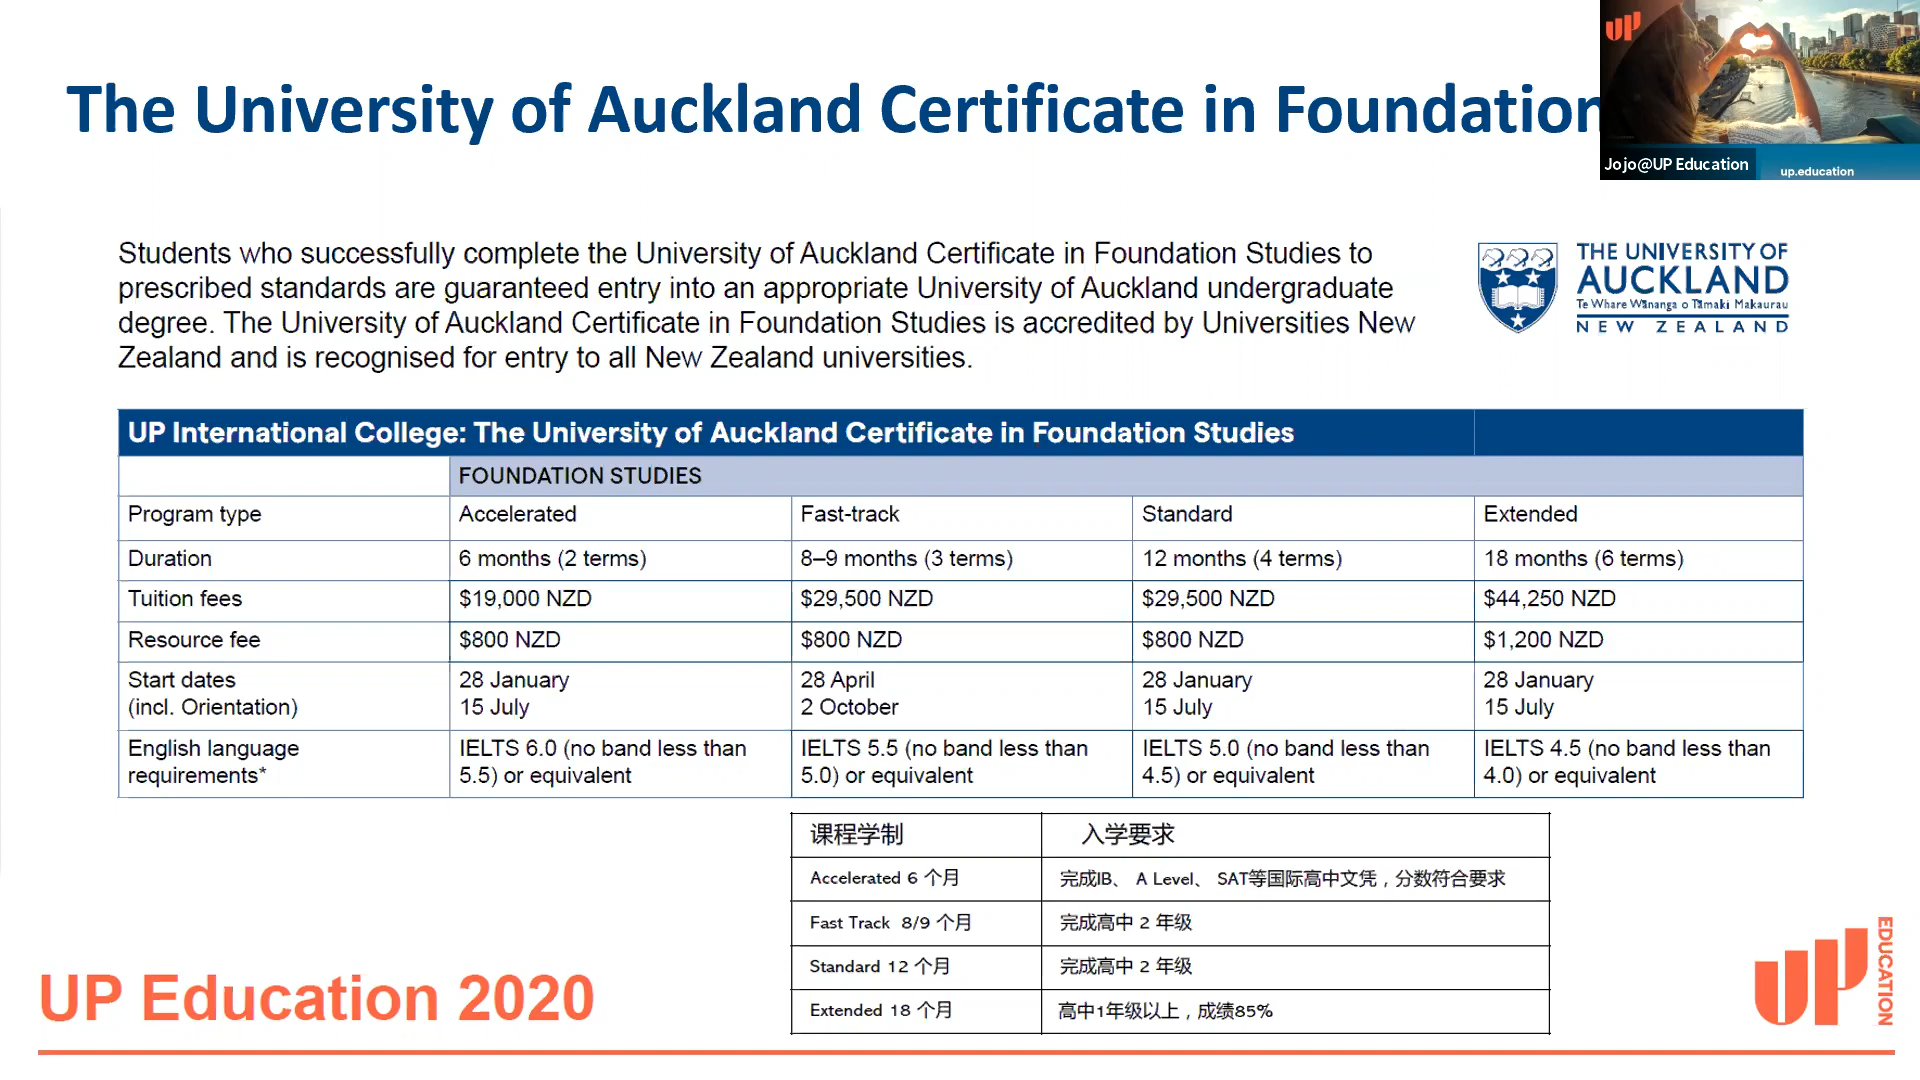 The University of Auckland Certificate in Foundation
UP
Jojo@UP Education
up.education
Students who successfully complete the University of Auckland Certificate in Foundation Studies to
prescribed standards are guaranteed entry into an appropriate University of Auckland undergraduate
degree. The University of Auckland Certificate in Foundation Studies is accredited by Universities New
Zealand and is recognised for entry to all New Zealand universities.
THE UNIVERSITY OF
AUCKLAND
Te Whare Wānanga o Tāmaki Makaurau
NEW ZEALAND
UP International College: The University of Auckland Certificate in Foundation Studies
FOUNDATION STUDIES
Program type Accelerated Fast-track Standard Extended
Duration 6 months (2 terms) 8–9 months (3 terms) 12 months (4 terms) 18 months (6 terms)
Tuition fees $19,000 NZD $29,500 NZD $29,500 NZD $44,250 NZD
Resource fee $800 NZD $800 NZD $800 NZD $1,200 NZD
Start dates 28 January 28 April 28 January 28 January
(incl. Orientation) 15 July 2 October 15 July 15 July
English language IELTS 6.0 (no band less than IELTS 5.5 (no band less than IELTS 5.0 (no band less than IELTS 4.5 (no band less than
requirements* 5.5) or equivalent 5.0) or equivalent 4.5) or equivalent 4.0) or equivalent
课程学制 入学要求
Accelerated 6 个月 完成IB、 A Level、 SAT等国际高中文凭，分数符合要求
Fast Track 8/9 个月 完成高中 2 年级
Standard 12 个月 完成高中 2 年级
Extended 18 个月 高中1年级以上，成绩85%
UP Education 2020
UP EDUCATION